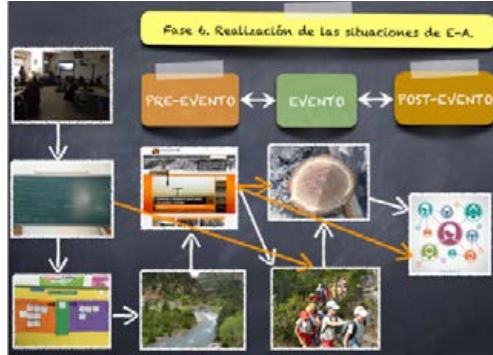 Fase 6. Realización de las situaciones de E-A.
PRE-EVENTO
EVENTO
POST-EVENTO